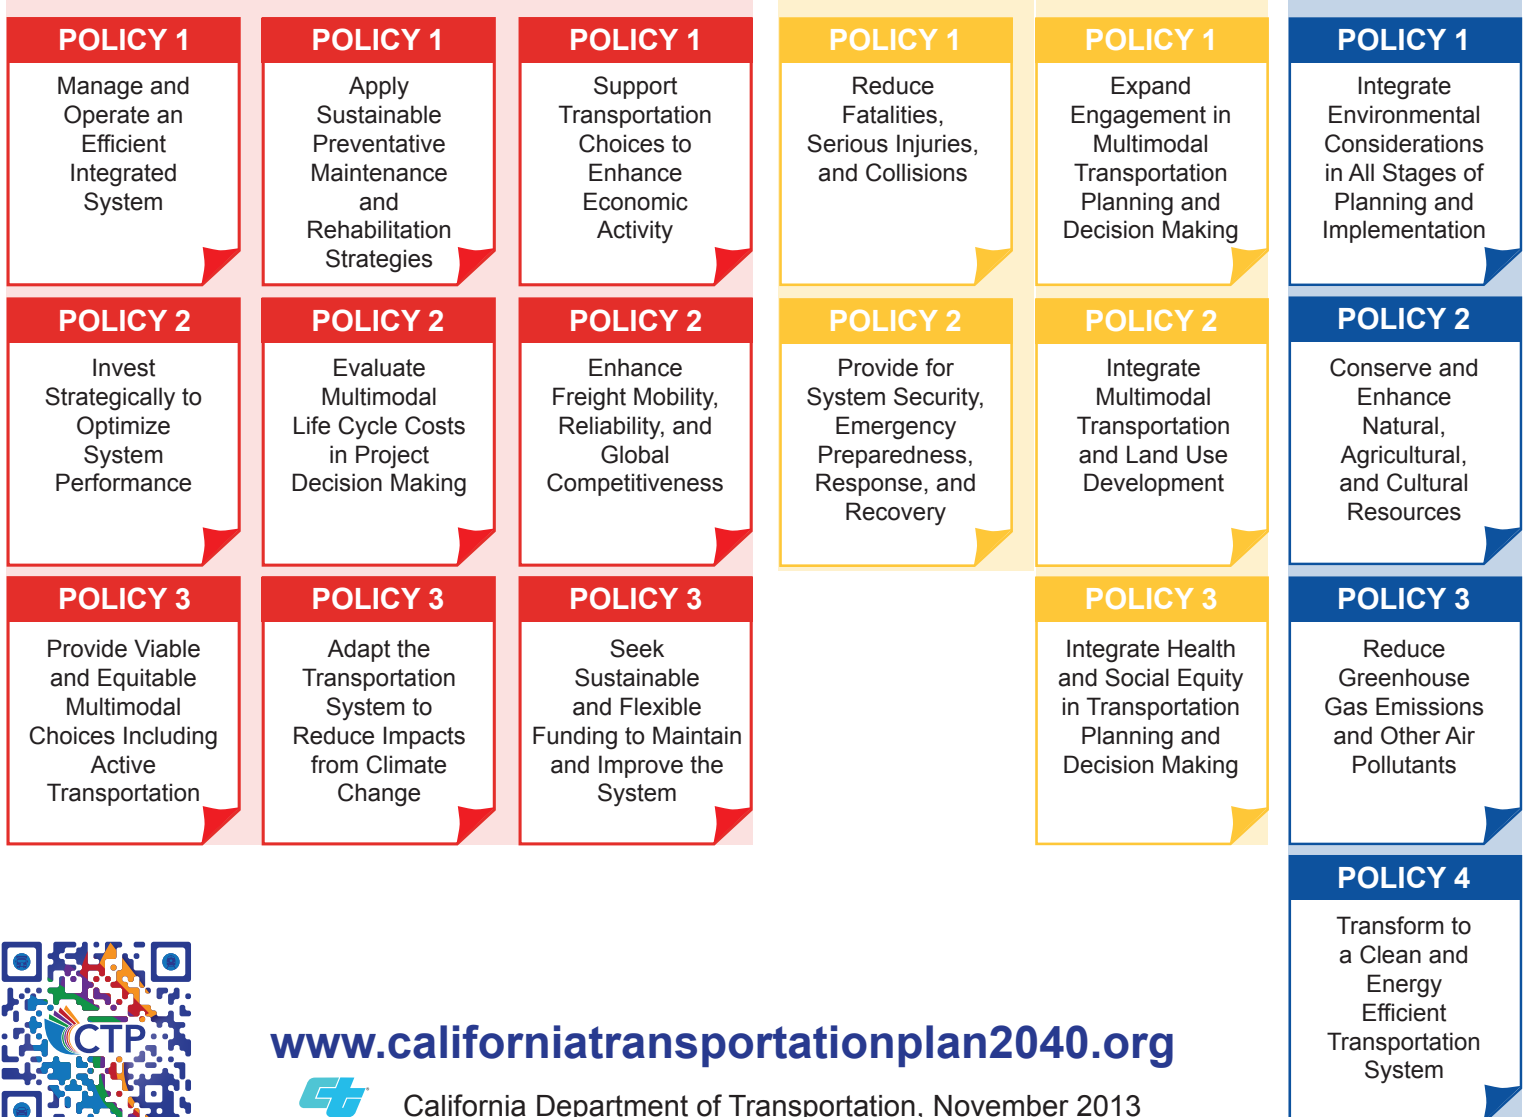 POLICY 1
Manage and
Operate an
Efficient
Integrated
System
POLICY 1
Apply
Sustainable
Preventative
Maintenance
and
Rehabilitation
Strategies
POLICY 1
Support
Transportation
Choices to
Enhance
Economic
Activity
POLICY 1
Reduce
Fatalities,
Serious Injuries,
and Collisions
POLICY 1
Expand
Engagement in
Multimodal
Transportation
Planning and
Decision Making
POLICY 1
Integrate
Environmental
Considerations
in All Stages of
Planning and
Implementation
POLICY 2
Invest
Strategically to
Optimize
System
Performance
POLICY 2
Evaluate
Multimodal
Life Cycle Costs
in Project
Decision Making
POLICY 2
Enhance
Freight Mobility,
Reliability, and
Global
Competitiveness
POLICY 2
Provide for
System Security,
Emergency
Preparedness,
Response, and
Recovery
POLICY 2
Integrate
Multimodal
Transportation
and Land Use
Development
POLICY 2
Conserve and
Enhance
Natural,
Agricultural,
and Cultural
Resources
POLICY 3
Provide Viable
and Equitable
Multimodal
Choices Including
Active
Transportation
POLICY 3
Adapt the
Transportation
System to
Reduce Impacts
from Climate
Change
POLICY 3
Seek
Sustainable
and Flexible
Funding to Maintain
and Improve the
System
POLICY 3
Integrate Health
and Social Equity
in Transportation
Planning and
Decision Making
POLICY 3
Reduce
Greenhouse
Gas Emissions
and Other Air
Pollutants
POLICY 4
Transform to
a Clean and
Energy
Efficient
Transportation
System
CTP
www.californiatransportationplan2040.org
California Department of Transportation, November 2013